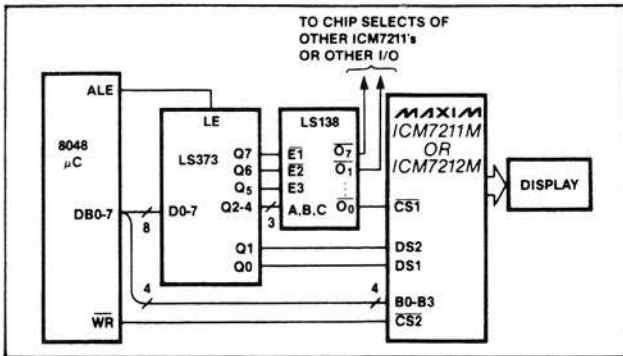 TO CHIP SELECTS OF
OTHER ICM7211's
OR OTHER I/O
ALE
8048
μC
DB0-7
WR
8
4
LE
LS373
D0-7
Q7
Q6
Q5
Q2-4
Q1
Q0
3
LS138
E1
E2
E3
A,B,C
O7
O1
O0
4
MAXIM
ICM7211M
OR
ICM7212M
CS1
DS2
DS1
B0-B3
CS2
DISPLAY